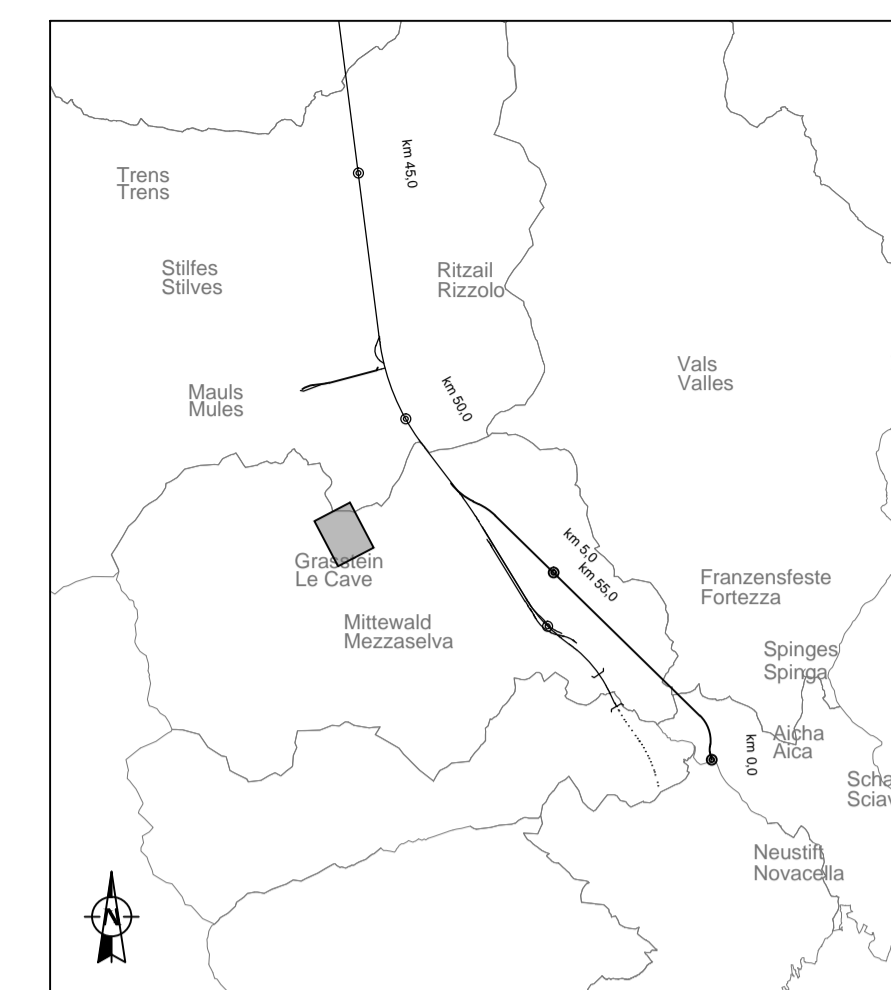 km 45,0
Trens
Trens
Stilfes
Stilves
Ritzail
Rizzolo
Vals
Valles
Mauls
Mules
km 50,0
km 5,0
km 55,0
Grasstein
Le Cave
Franzensfeste
Fortezza
Mittewald
Mezzaselva
Spinges
Spinga
Aicha
Aica
km 0,0
Scha
Sciav
Neustift
Novacella
N